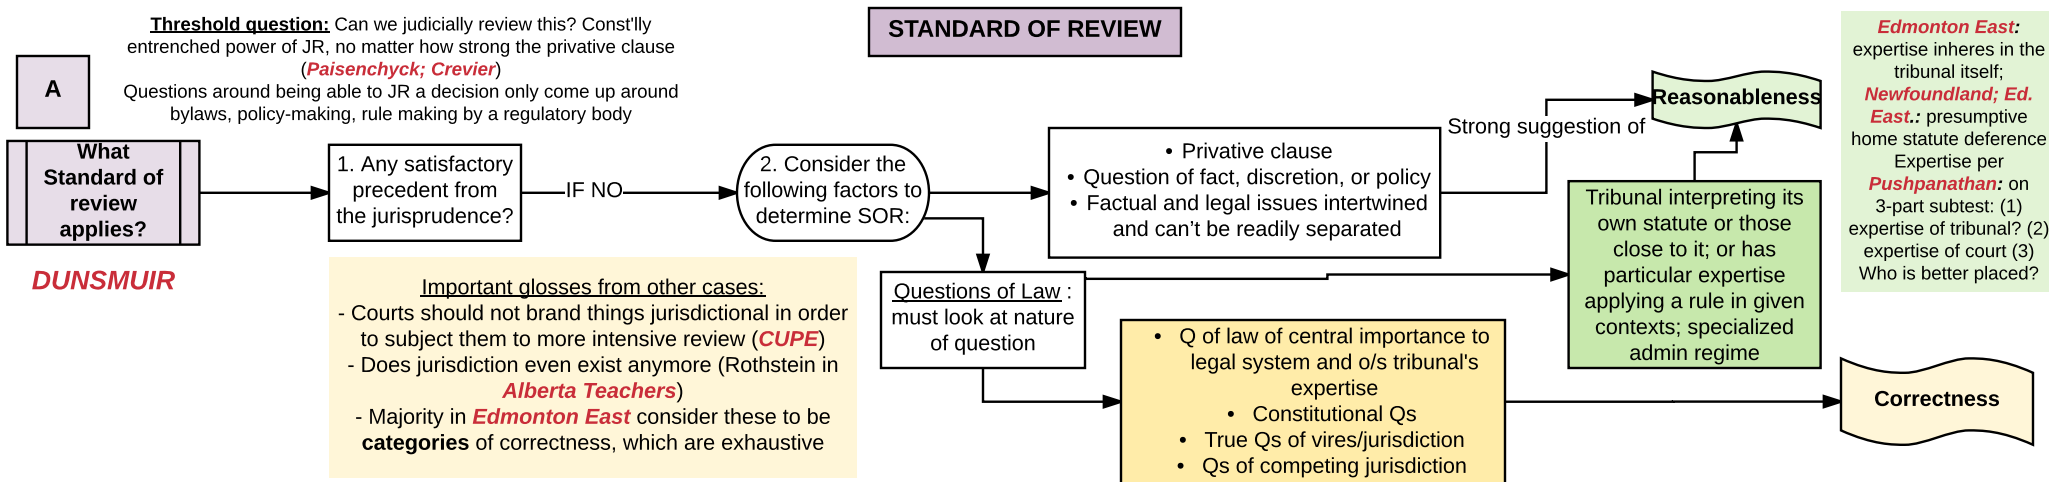 STANDARD OF REVIEW
Threshold question: Can we judicially review this? Const'lly
entrenched power of JR, no matter how strong the privative clause
(Paisenchyck; Crevier)
Questions around being able to JR a decision only come up around
bylaws, policy-making, rule making by a regulatory body
A
What
Standard of
review
applies?
DUNSMUIR
1. Any satisfactory
precedent from
the jurisprudence?
IF NO
2. Consider the
following factors to
determine SOR:
• Privative clause
• Question of fact, discretion, or policy
• Factual and legal issues intertwined
and can't be readily separated
Strong suggestion of
Reasonableness
Edmonton East:
expertise inheres in the
tribunal itself;
Newfoundland; Ed.
East.: presumptive
home statute deference
Expertise per
Pushpanathan: on
3-part subtest: (1)
expertise of tribunal? (2)
expertise of court (3)
Who is better placed?
Important glosses from other cases:
- Courts should not brand things jurisdictional in order
to subject them to more intensive review (CUPE)
- Does jurisdiction even exist anymore (Rothstein in
Alberta Teachers)
- Majority in Edmonton East consider these to be
categories of correctness, which are exhaustive
Questions of Law :
must look at nature
of question
Tribunal interpreting its
own statute or those
close to it; or has
particular expertise
applying a rule in given
contexts; specialized
admin regime
• Q of law of central importance to
legal system and o/s tribunal's
expertise
• Constitutional Qs
• True Qs of vires/jurisdiction
• Qs of competing jurisdiction
Correctness